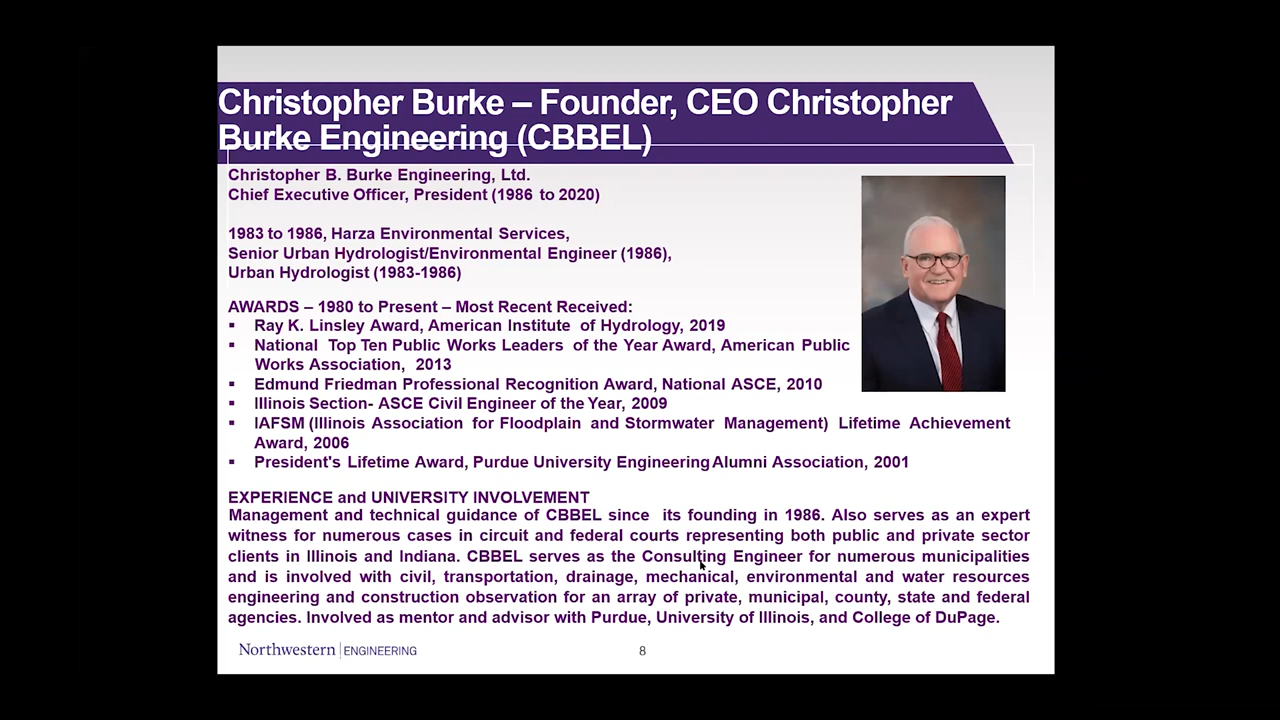 Christopher Burke – Founder, CEO Christopher
Burke Engineering (CBBEL)
Christopher B. Burke Engineering, Ltd.
Chief Executive Officer, President (1986 to 2020)
1983 to 1986, Harza Environmental Services,
Senior Urban Hydrologist/Environmental Engineer (1986),
Urban Hydrologist (1983-1986)
AWARDS – 1980 to Present – Most Recent Received:
▪ Ray K. Linsley Award, American Institute of Hydrology, 2019
▪ National Top Ten Public Works Leaders of the Year Award, American Public
Works Association, 2013
▪ Edmund Friedman Professional Recognition Award, National ASCE, 2010
▪ Illinois Section- ASCE Civil Engineer of the Year, 2009
▪ IAFSM (Illinois Association for Floodplain and Stormwater Management) Lifetime Achievement
Award, 2006
▪ President's Lifetime Award, Purdue University Engineering Alumni Association, 2001
EXPERIENCE and UNIVERSITY INVOLVEMENT
Management and technical guidance of CBBEL since its founding in 1986. Also serves as an expert
witness for numerous cases in circuit and federal courts representing both public and private sector
clients in Illinois and Indiana. CBBEL serves as the Consulting Engineer for numerous municipalities
and is involved with civil, transportation, drainage, mechanical, environmental and water resources
engineering and construction observation for an array of private, municipal, county, state and federal
agencies. Involved as mentor and advisor with Purdue, University of Illinois, and College of DuPage.
Northwestern | ENGINEERING
8